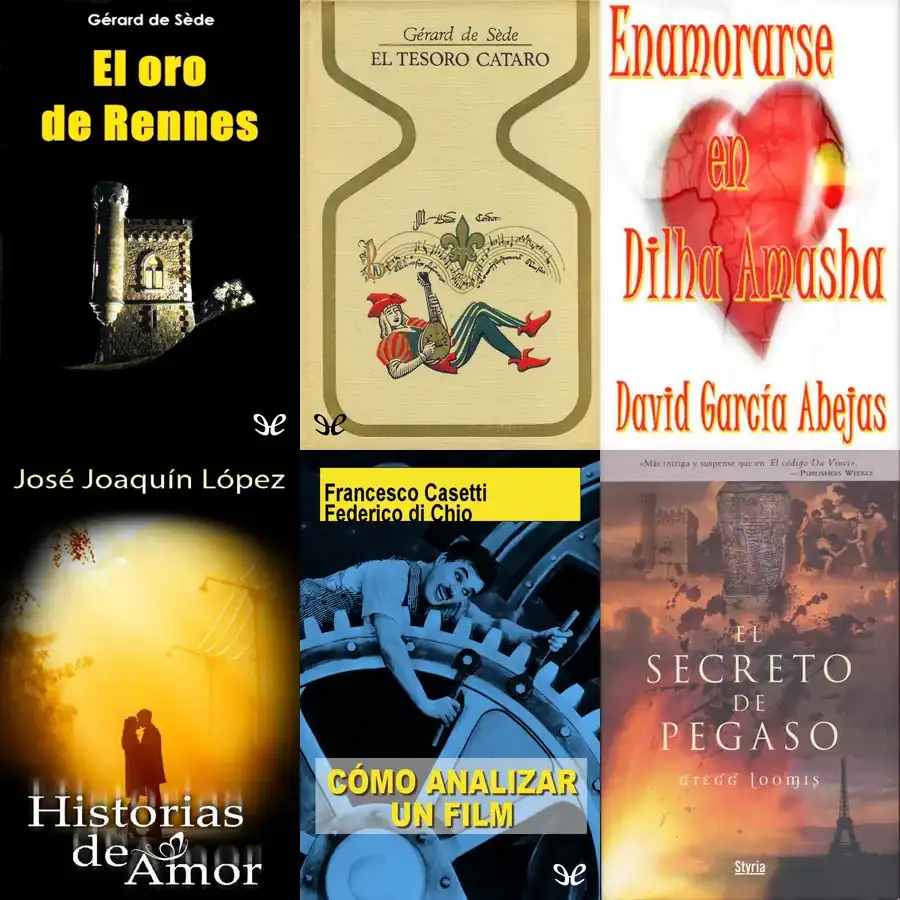 Gérard de Sède
El oro
de Rennes
Gérard de Sède
EL TESORO CATARO
Enamorarse
en
Dilha Amasha
David García Abejas
José Joaquín López
Historias
de Amor
Francesco Casetti
Federico di Chio
CÓMO ANALIZAR
UN FILM
«Más intriga y suspense que en El código Da Vinci».
— PUBLISHERS WEEKLY
EL
SECRETO
DE
PEGASO
GREGG LOOMIS
Styria